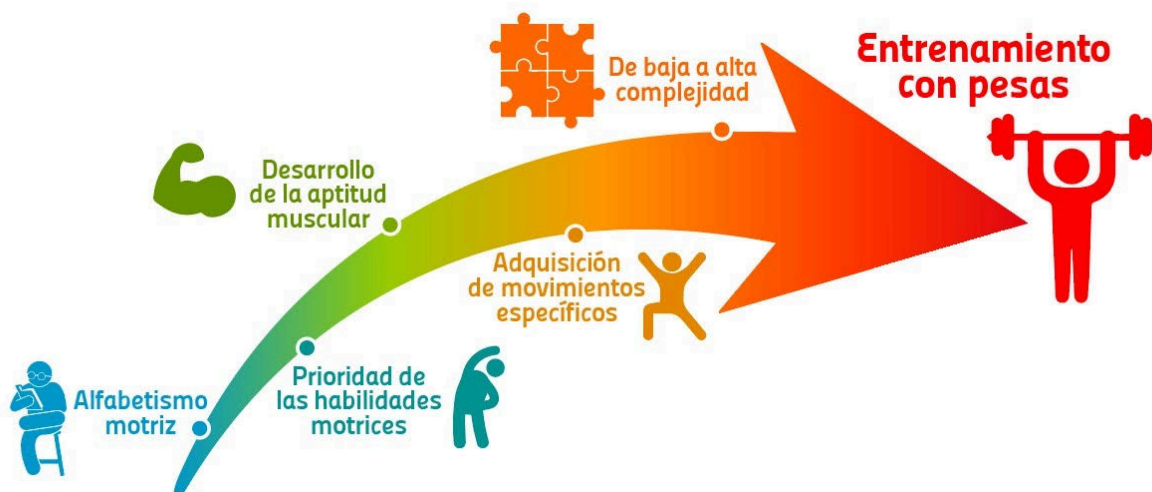 Alfabetismo
motriz
Prioridad de
las habilidades
motrices
Desarrollo
de la aptitud
muscular
Adquisición
de movimientos
específicos
De baja a alta
complejidad
Entrenamiento
con pesas